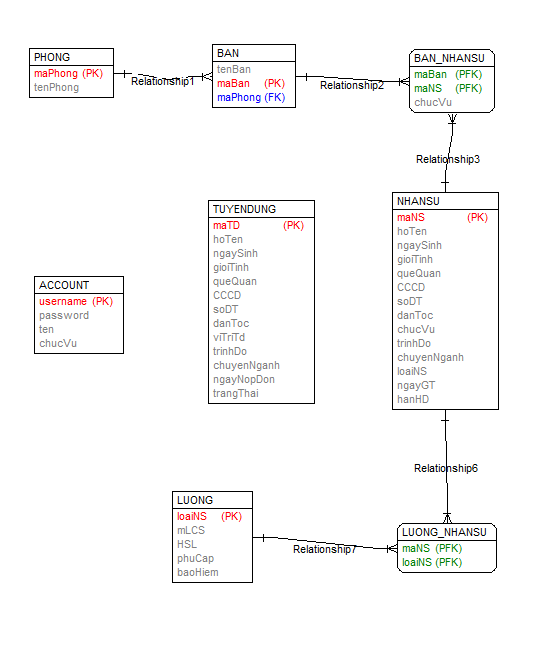 PHONG
maPhong (PK)
tenPhong
Relationship1
BAN
tenBan
maBan (PK)
maPhong (FK)
Relationship2
BAN_NHANSU
maBan (PFK)
maNS (PFK)
chucVu
Relationship3
TUYENDUNG
maTD (PK)
hoTen
ngaySinh
gioiTinh
queQuan
CCCD
soDT
danToc
viTriTd
trinhDo
chuyenNganh
ngayNopDon
trangThai
NHANSU
maNS (PK)
hoTen
ngaySinh
gioiTinh
queQuan
CCCD
soDT
danToc
chucVu
trinhDo
chuyenNganh
loaiNS
ngayGT
hanHD
ACCOUNT
username (PK)
password
ten
chucVu
Relationship6
LUONG
loaiNS (PK)
mLCS
HSL
phuCap
baoHiem
Relationship7
LUONG_NHANSU
maNS (PFK)
loaiNS (PFK)